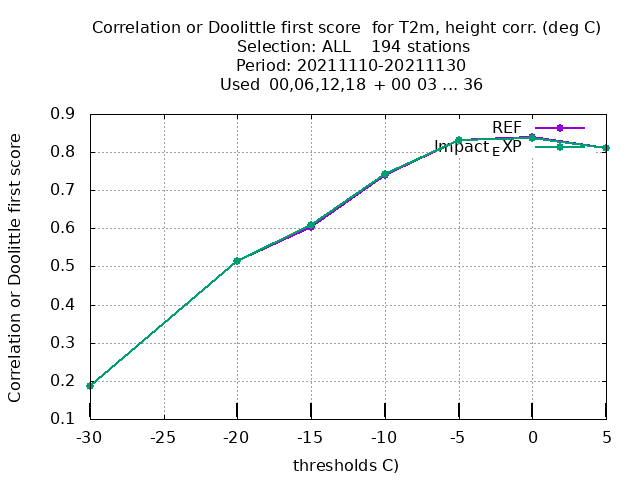 Correlation or Doolittle first score for T2m, height corr. (deg C)
Selection: ALL 194 stations
Period: 20211110-20211130
Used 00,06,12,18 + 00 03 ... 36
Correlation or Doolittle first score
0.9
0.8
0.7
0.6
0.5
0.4
0.3
0.2
0.1
REF
Impact_EXP
-30 -25 -20 -15 -10 -5 0 5
thresholds C)